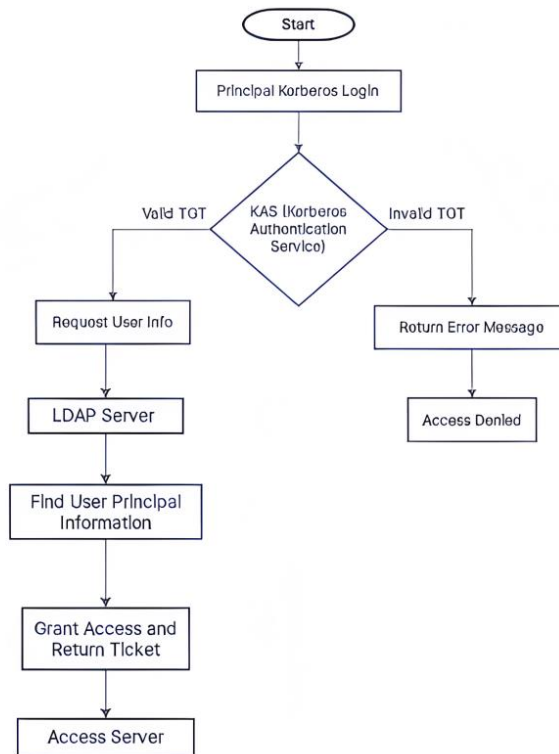 Start
Principal Korberos Login
Valid TGT
KAS (Korberos
Authentication
Service)
Invalid TGT
Request User Info
Return Error Message
LDAP Server
Access Denied
Find User Principal
Information
Grant Access and
Return Ticket
Access Server